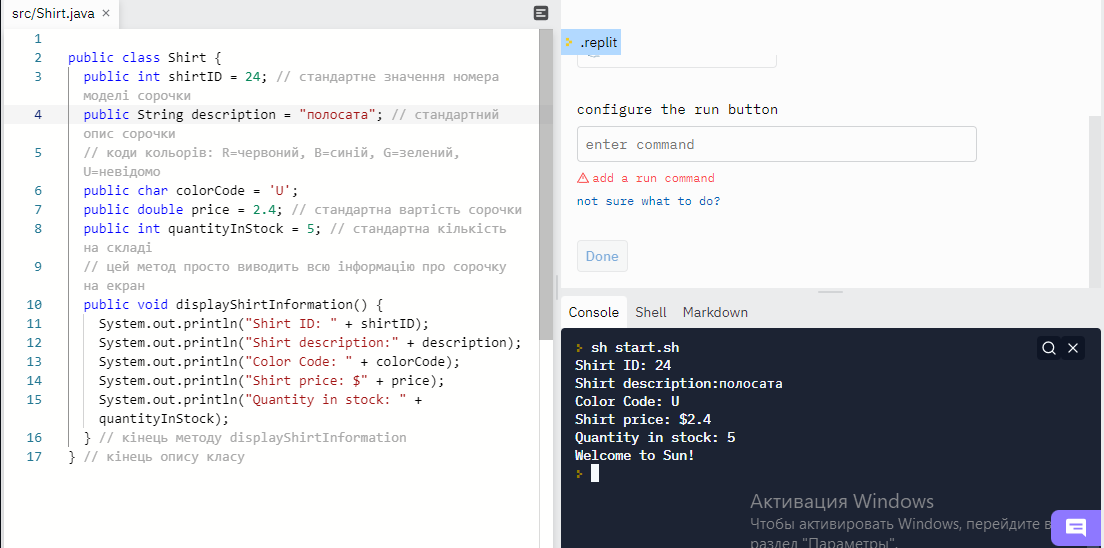 src/Shirt.java ×
1
2 public class Shirt {
3 public int shirtID = 24; // стандартне значення номера
моделі сорочки
4 public String description = "полосата"; // стандартний
опис сорочки
5 // коди кольорів: R=червоний, B=синій, G=зелений,
U=невідомо
6 public char colorCode = 'U';
7 public double price = 2.4; // стандартна вартість сорочки
8 public int quantityInStock = 5; // стандартна кількість
на складі
9 // цей метод просто виводить всю інформацію про сорочку
на екран
10 public void displayShirtInformation() {
11 System.out.println("Shirt ID: " + shirtID);
12 System.out.println("Shirt description:" + description);
13 System.out.println("Color Code: " + colorCode);
14 System.out.println("Shirt price: $" + price);
15 System.out.println("Quantity in stock: " +
quantityInStock);
16 } // кінець методу displayShirtInformation
17 } // кінець опису класу
.replit
configure the run button
enter command
add a run command
not sure what to do?
Done
Console Shell Markdown
sh start.sh
Shirt ID: 24
Shirt description:полосата
Color Code: U
Shirt price: $2.4
Quantity in stock: 5
Welcome to Sun!
Активация Windows
Чтобы активировать Windows, перейдите в
раздел "Параметры".